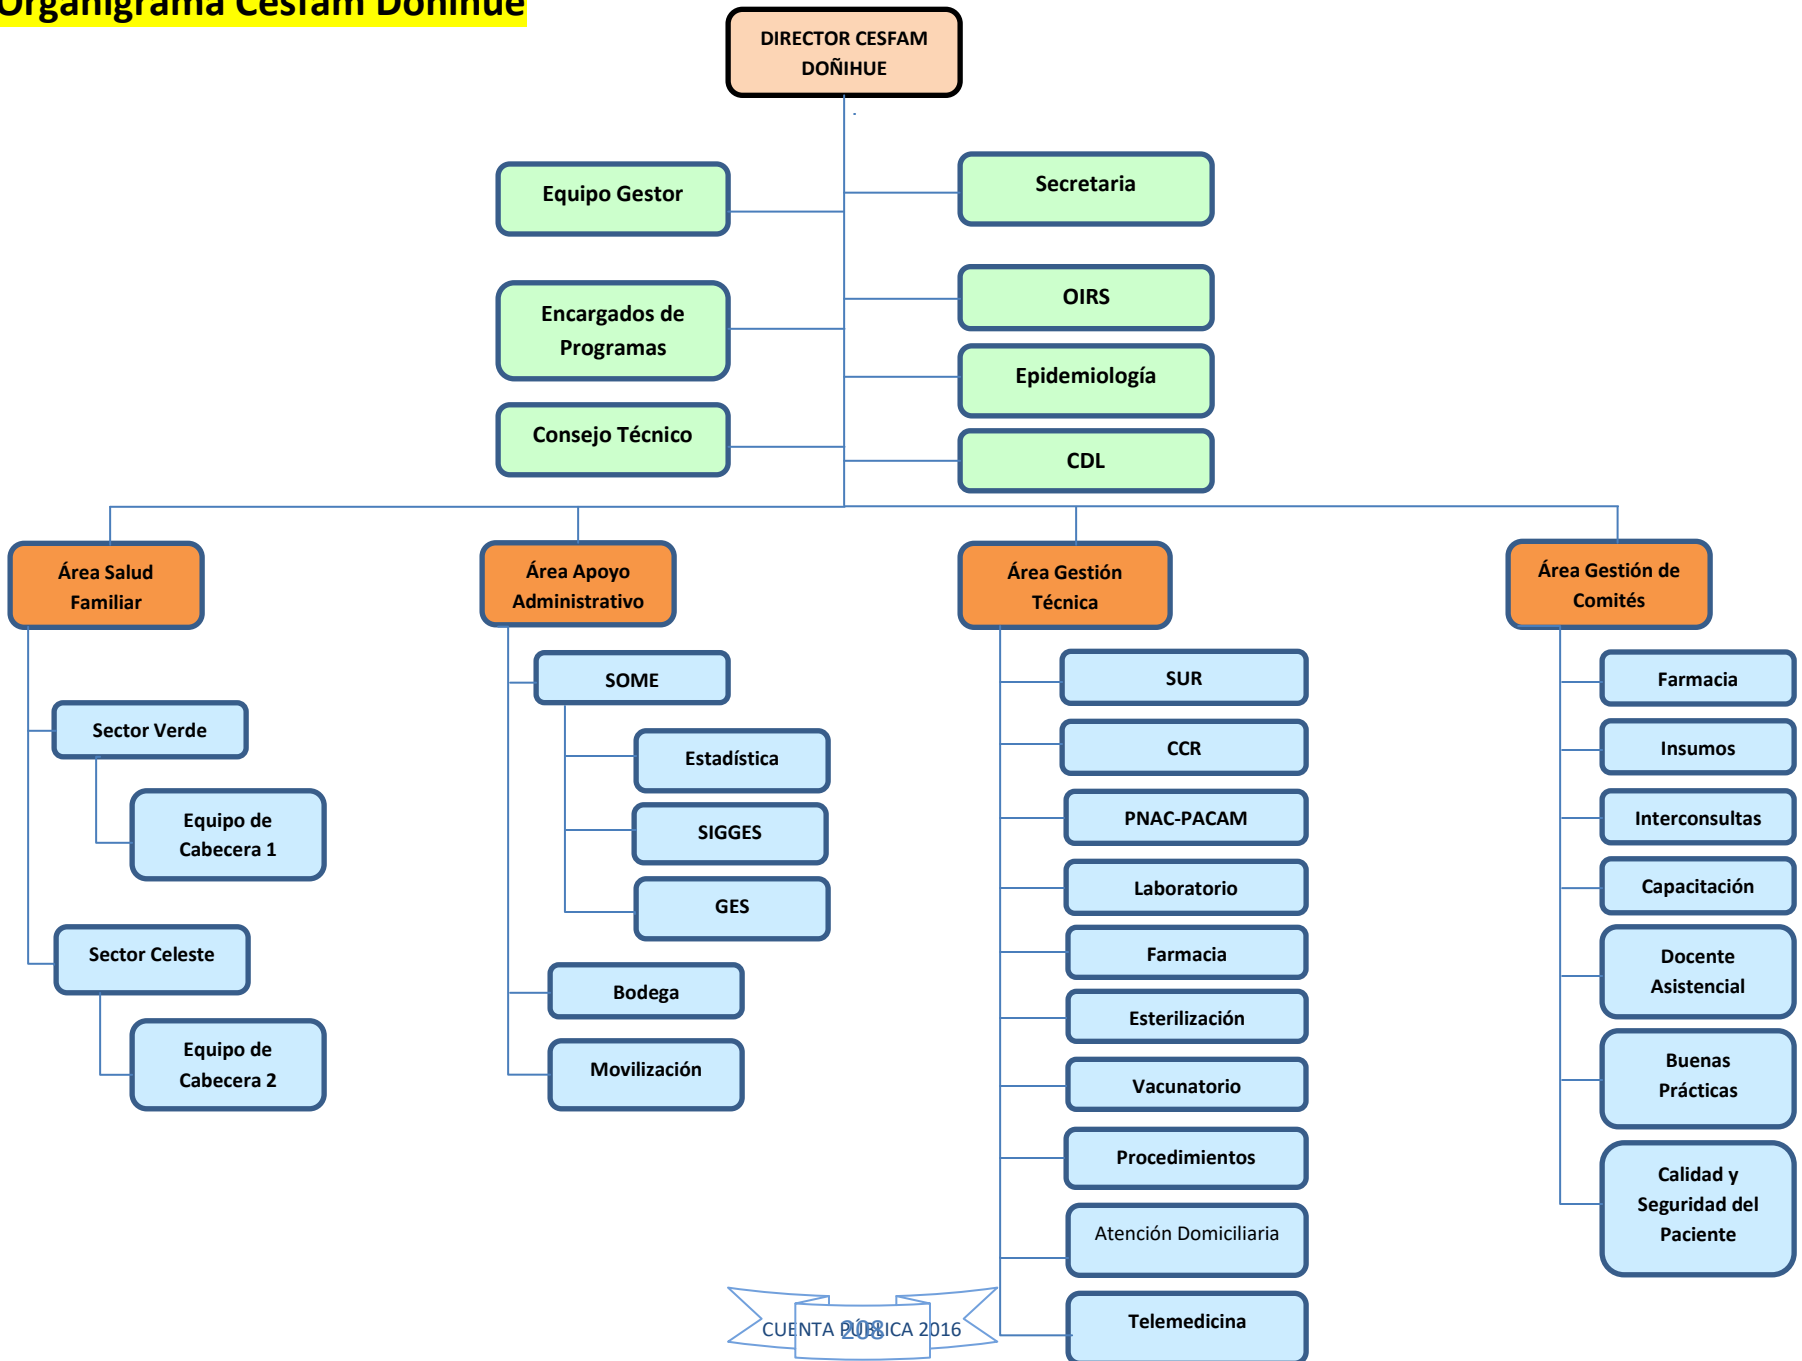 Organigrama Cesfam Doñihue
DIRECTOR CESFAM
DOÑIHUE
Equipo Gestor
Secretaria
Encargados de
Programas
OIRS
Epidemiología
Consejo Técnico
CDL
Área Salud
Familiar
Sector Verde
Equipo de
Cabecera 1
Sector Celeste
Equipo de
Cabecera 2
Área Apoyo
Administrativo
SOME
Estadística
SIGGES
GES
Bodega
Movilización
Área Gestión
Técnica
SUR
CCR
PNAC-PACAM
Laboratorio
Farmacia
Esterilización
Vacunatorio
Procedimientos
Atención Domiciliaria
Telemedicina
Área Gestión de
Comités
Farmacia
Insumos
Interconsultas
Capacitación
Docente
Asistencial
Buenas
Prácticas
Calidad y
Seguridad del
Paciente
CUENTA PÚBLICA 2016
208